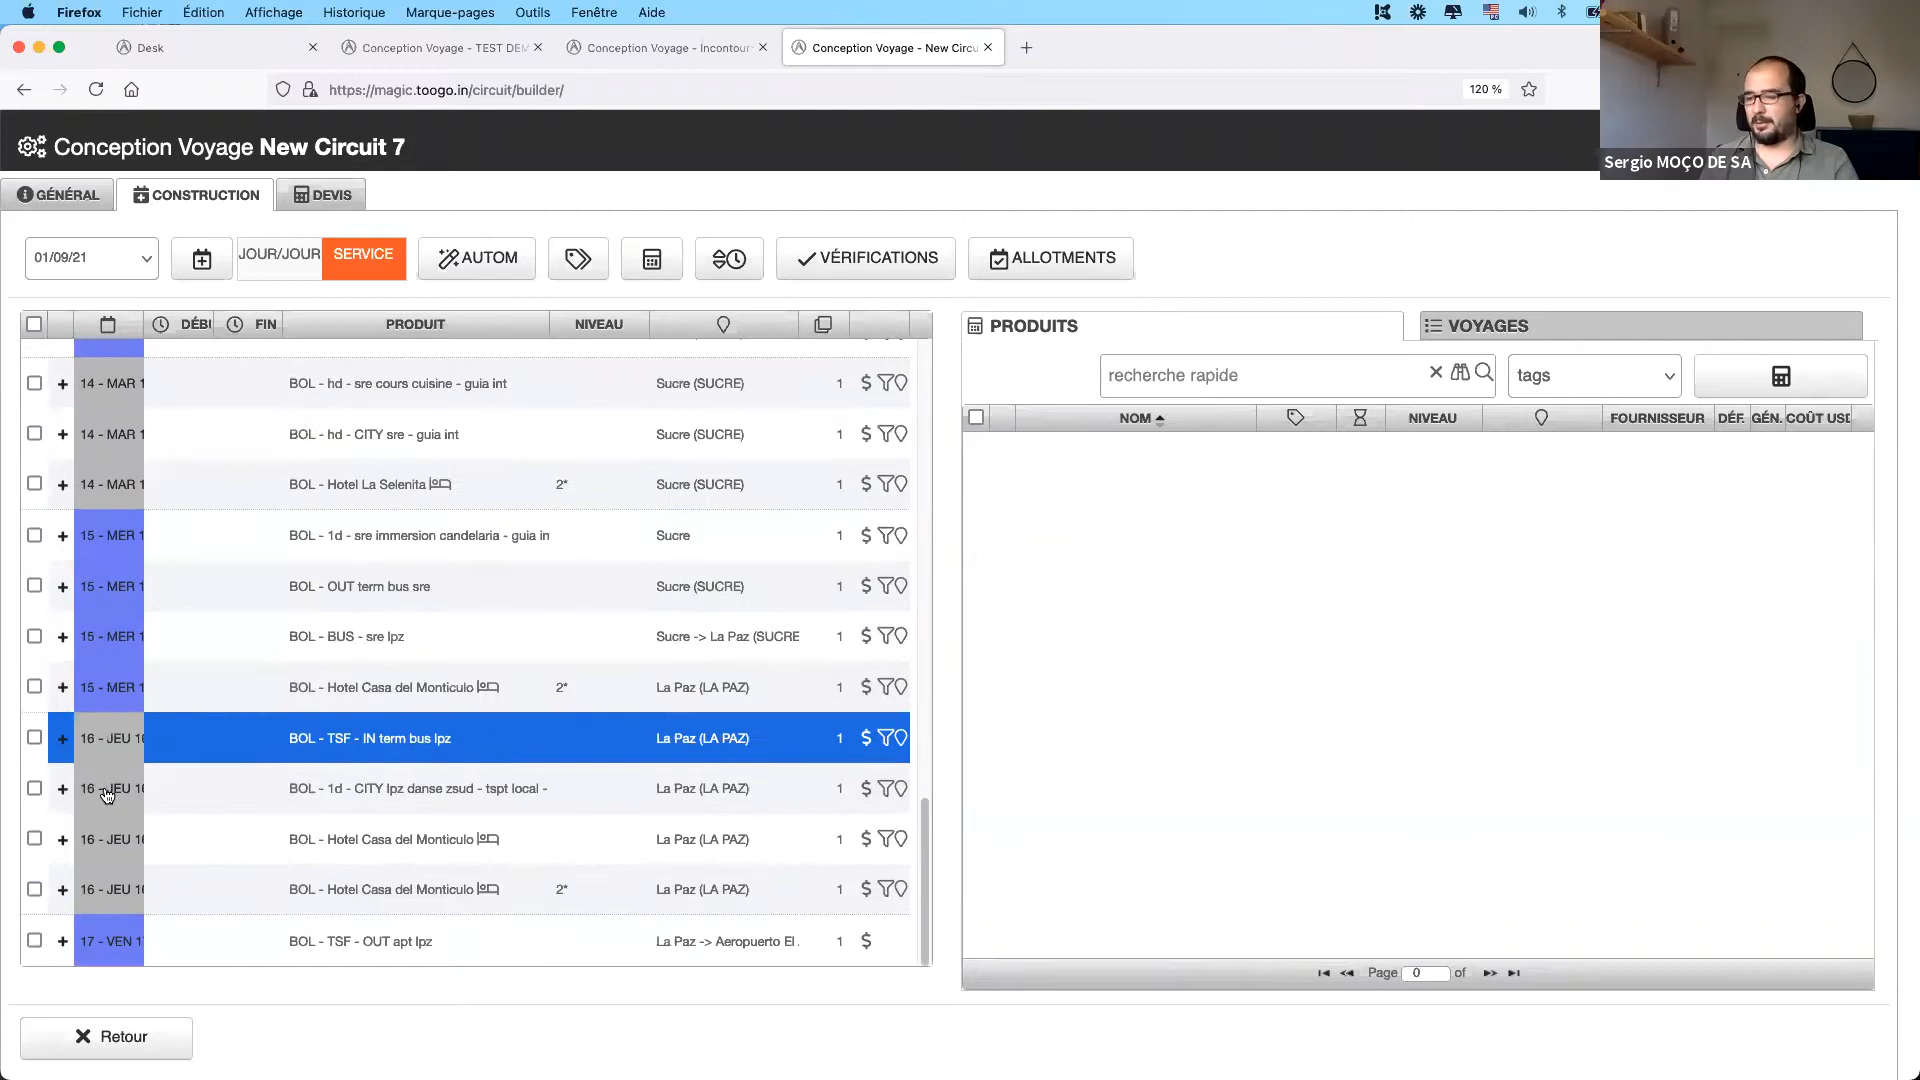 Firefox Fichier Édition Affichage Historique Marque-pages Outils Fenêtre Aide
Desk
Conception Voyage - TEST DEM
Conception Voyage - Incontour
Conception Voyage - New Circu
https://magic.toogo.in/circuit/builder/
120 %
Conception Voyage New Circuit 7
Sergio MOÇO DE SA
GÉNÉRAL
CONSTRUCTION
DEVIS
01/09/21
JOUR/JOUR
SERVICE
AUTOM
VÉRIFICATIONS
ALLOTMENTS
DÉBI FIN PRODUIT NIVEAU
14 - MAR 1 BOL - hd - sre cours cuisine - guia int Sucre (SUCRE) 1 $
14 - MAR 1 BOL - hd - CITY sre - guia int Sucre (SUCRE) 1 $
14 - MAR 1 BOL - Hotel La Selenita 2* Sucre (SUCRE) 1 $
15 - MER 1 BOL - 1d - sre immersion candelaria - guia in Sucre 1 $
15 - MER 1 BOL - OUT term bus sre Sucre (SUCRE) 1 $
15 - MER 1 BOL - BUS - sre lpz Sucre -> La Paz (SUCRE 1 $
15 - MER 1 BOL - Hotel Casa del Monticulo 2* La Paz (LA PAZ) 1 $
16 - JEU 16 BOL - TSF - IN term bus lpz La Paz (LA PAZ) 1 $
16 - JEU 16 BOL - 1d - CITY lpz danse zsud - tspt local - La Paz (LA PAZ) 1 $
16 - JEU 16 BOL - Hotel Casa del Monticulo La Paz (LA PAZ) 1 $
16 - JEU 16 BOL - Hotel Casa del Monticulo 2* La Paz (LA PAZ) 1 $
17 - VEN 17 BOL - TSF - OUT apt lpz La Paz -> Aeropuerto El . 1 $
PRODUITS
VOYAGES
recherche rapide
tags
NOM NIVEAU FOURNISSEUR DÉF. GÉN. COÛT USD
Page 0 of
Retour